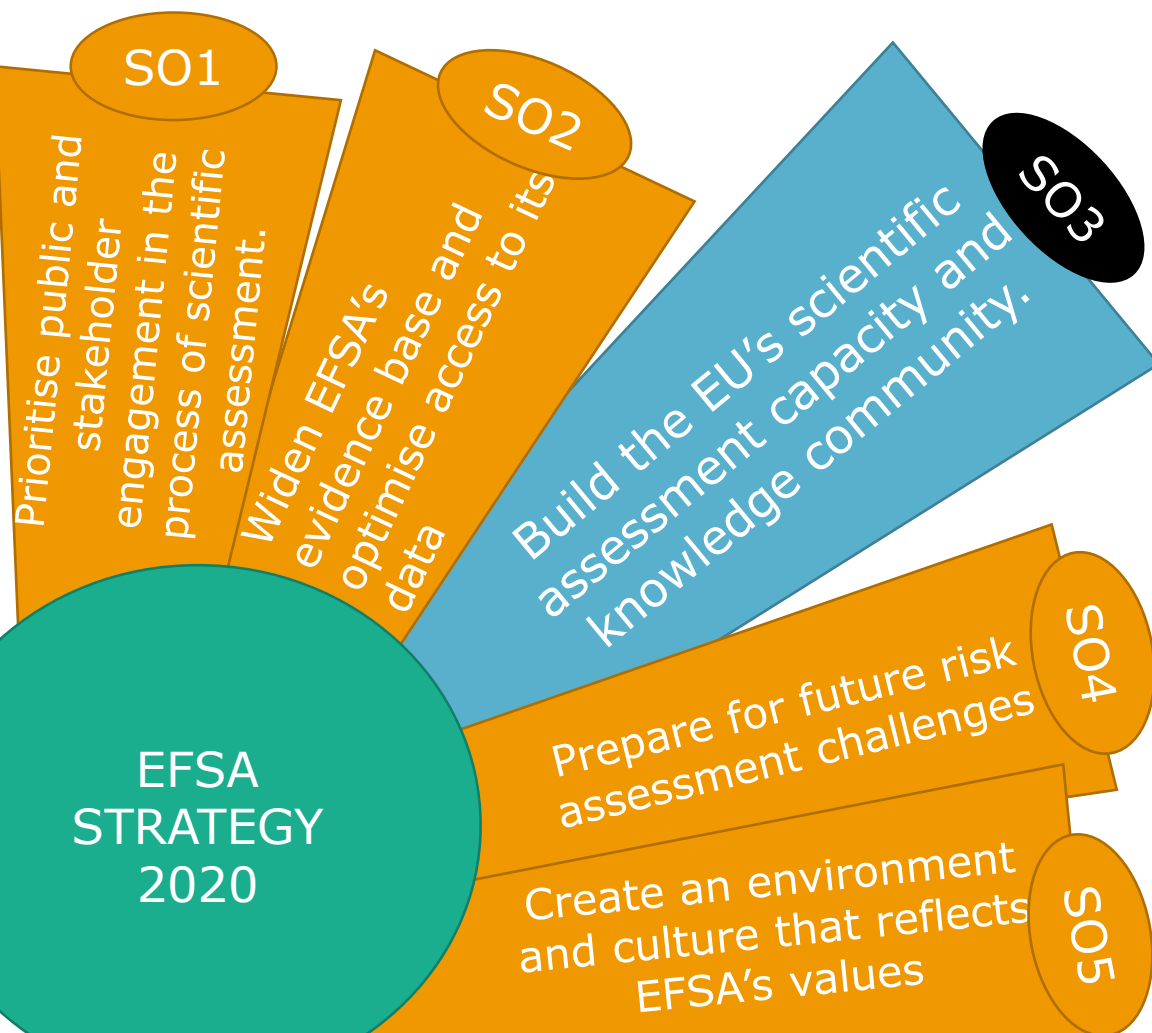 SO1
Prioritise public and
stakeholder
engagement in the
process of scientific
assessment.
SO2
Widen EFSA’s
evidence base and
optimise access to its
data
SO3
Build the EU’s scientific
assessment capacity and
knowledge community.
SO4
Prepare for future risk
assessment challenges
SO5
Create an environment
and culture that reflects
EFSA’s values
EFSA
STRATEGY
2020